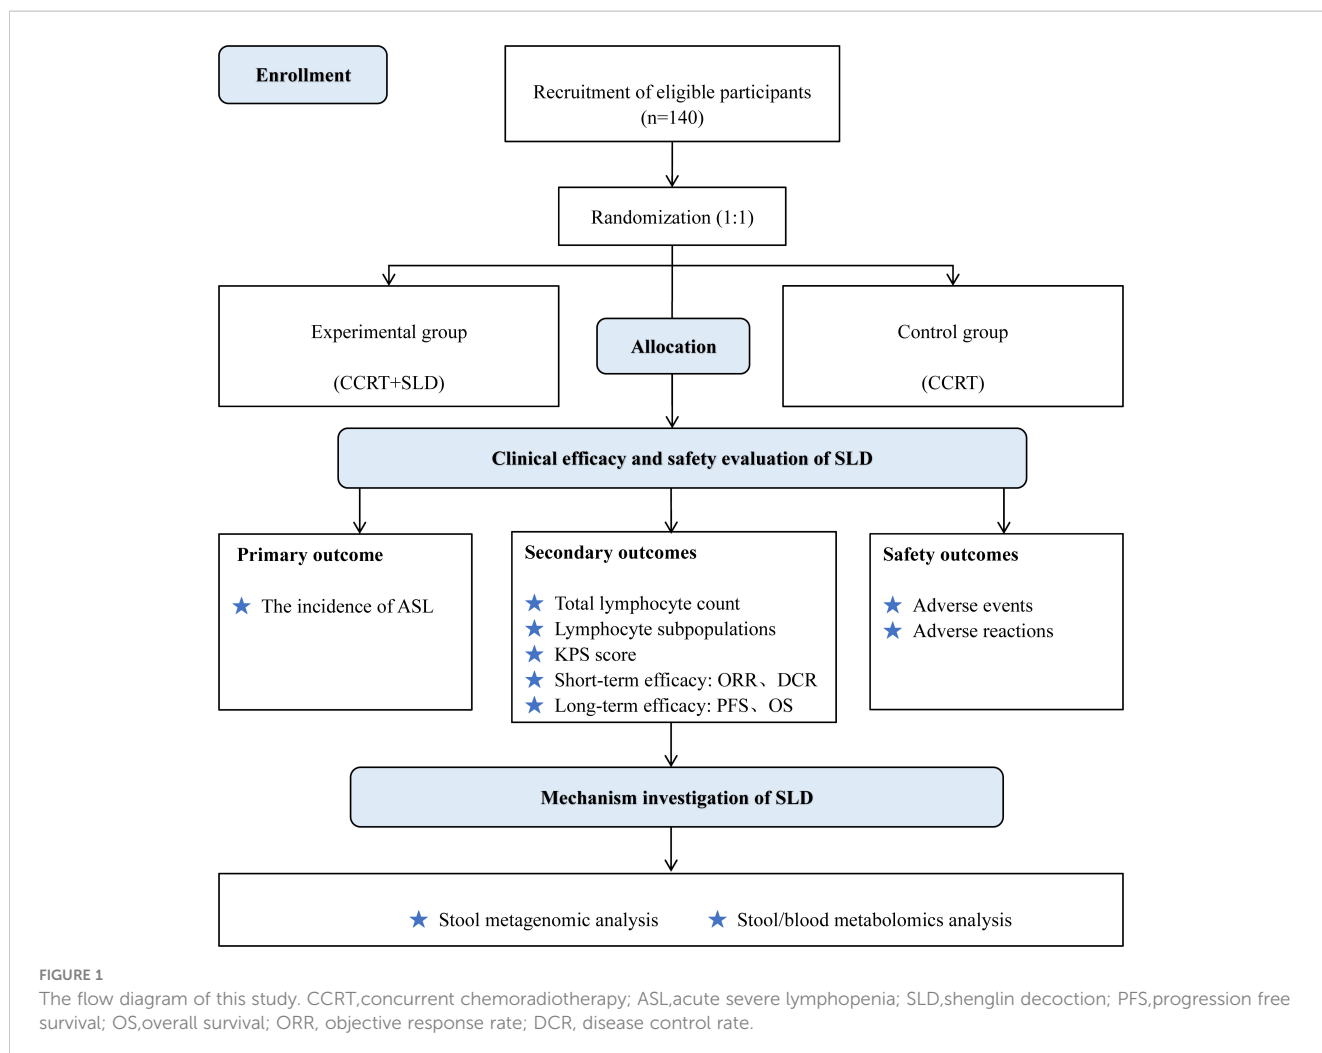 Enrollment
Recruitment of eligible participants
(n=140)
Randomization (1:1)
Experimental group
(CCRT+SLD)
Allocation
Control group
(CCRT)
Clinical efficacy and safety evaluation of SLD
Primary outcome
The incidence of ASL
Secondary outcomes
Total lymphocyte count
Lymphocyte subpopulations
KPS score
Short-term efficacy: ORR、DCR
Long-term efficacy: PFS、OS
Safety outcomes
Adverse events
Adverse reactions
Mechanism investigation of SLD
Stool metagenomic analysis
Stool/blood metabolomics analysis
FIGURE 1
The flow diagram of this study. CCRT,concurrent chemoradiotherapy; ASL,acute severe lymphopenia; SLD,shenglin decoction; PFS,progression free
survival; OS,overall survival; ORR, objective response rate; DCR, disease control rate.